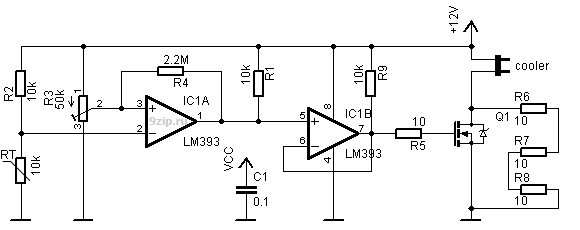 +12V
cooler
2.2M
R4
R2
10k
R3
50k
1
2
3
3
2
1
IC1A
9zip.ru
LM393
10k
R1
8
10k
R9
IC1B
5
6
7
4
LM393
10
R5
Q1
R6
10
R7
10
R8
10
RT
10k
VCC
C1
0.1